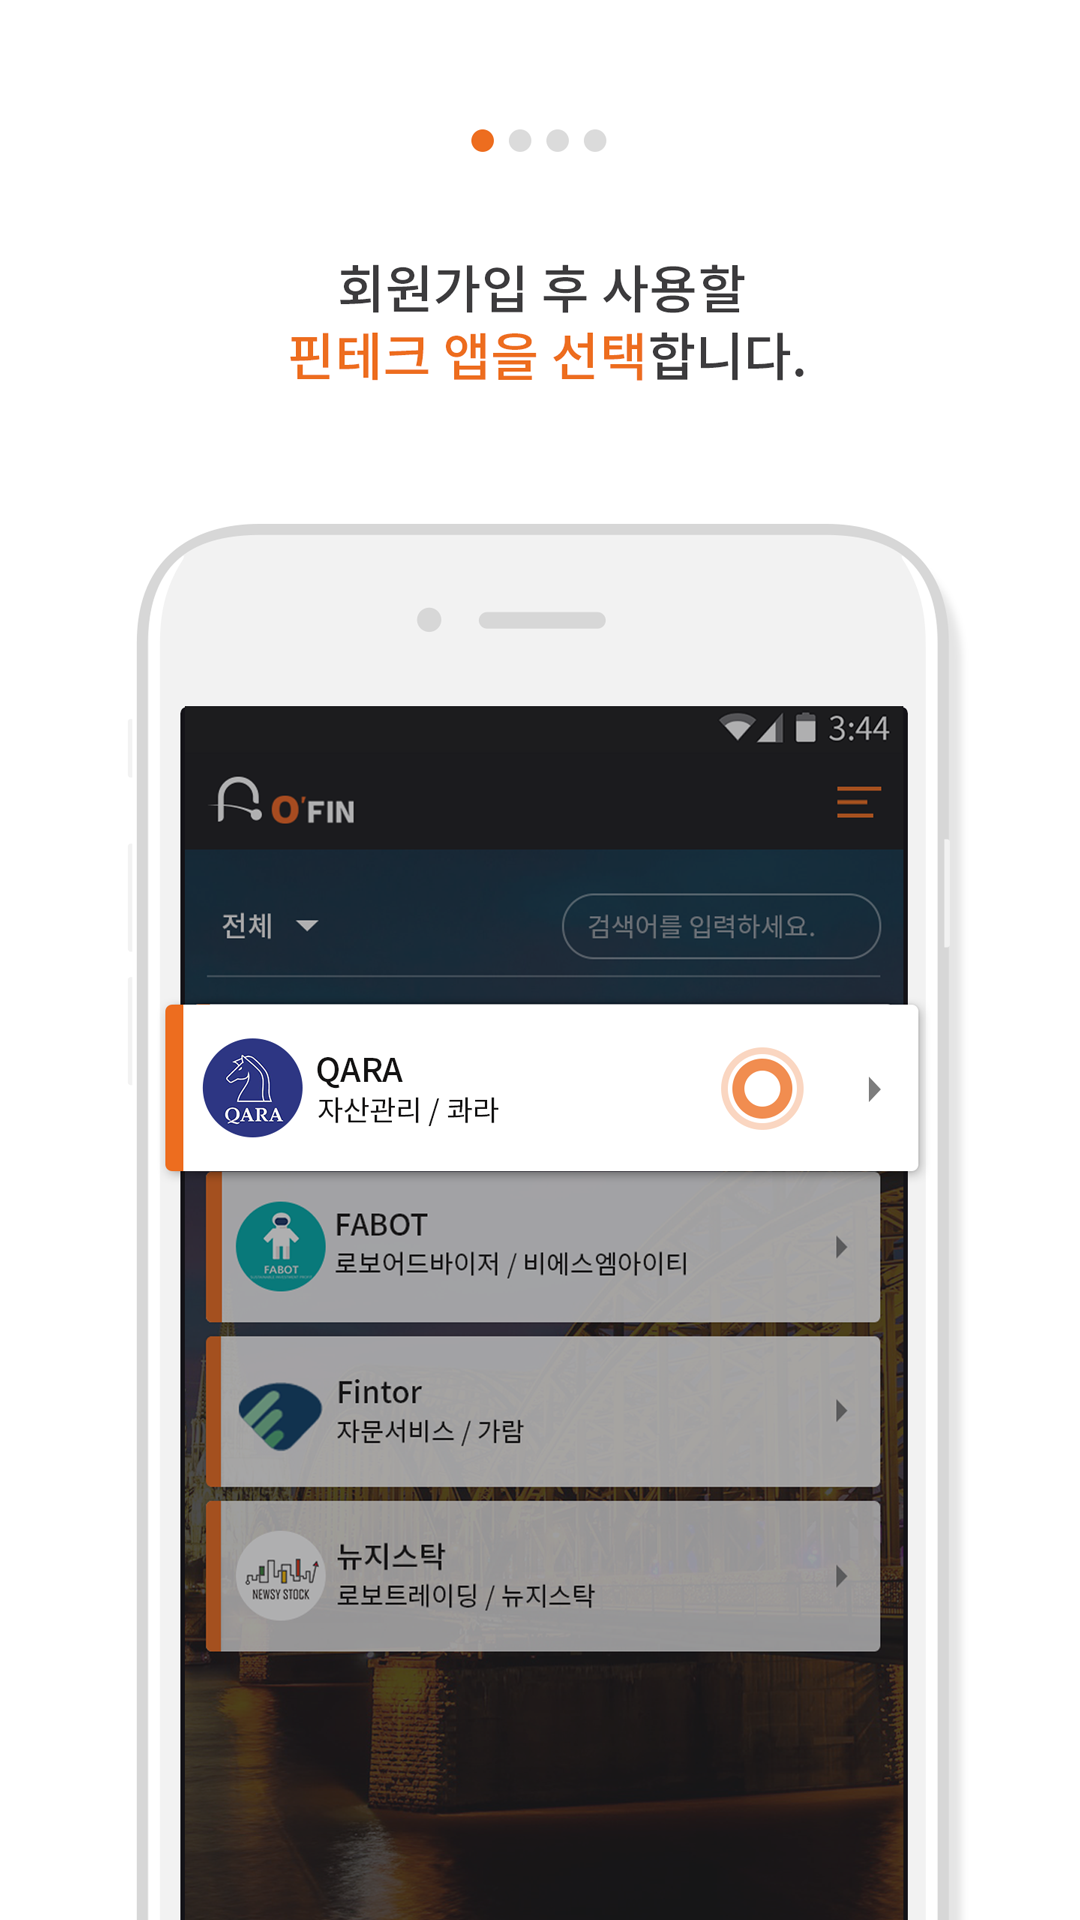 회원가입 후 사용할
핀테크 앱을 선택합니다.
3:44
O'FIN
전체
검색어를 입력하세요.
QARA
QARA
자산관리 / 콰라
FABOT
FABOT
로보어드바이저 / 비에스엠아이티
Fintor
자문서비스 / 가람
NEWSY STOCK
뉴지스탁
로보트레이딩 / 뉴지스탁